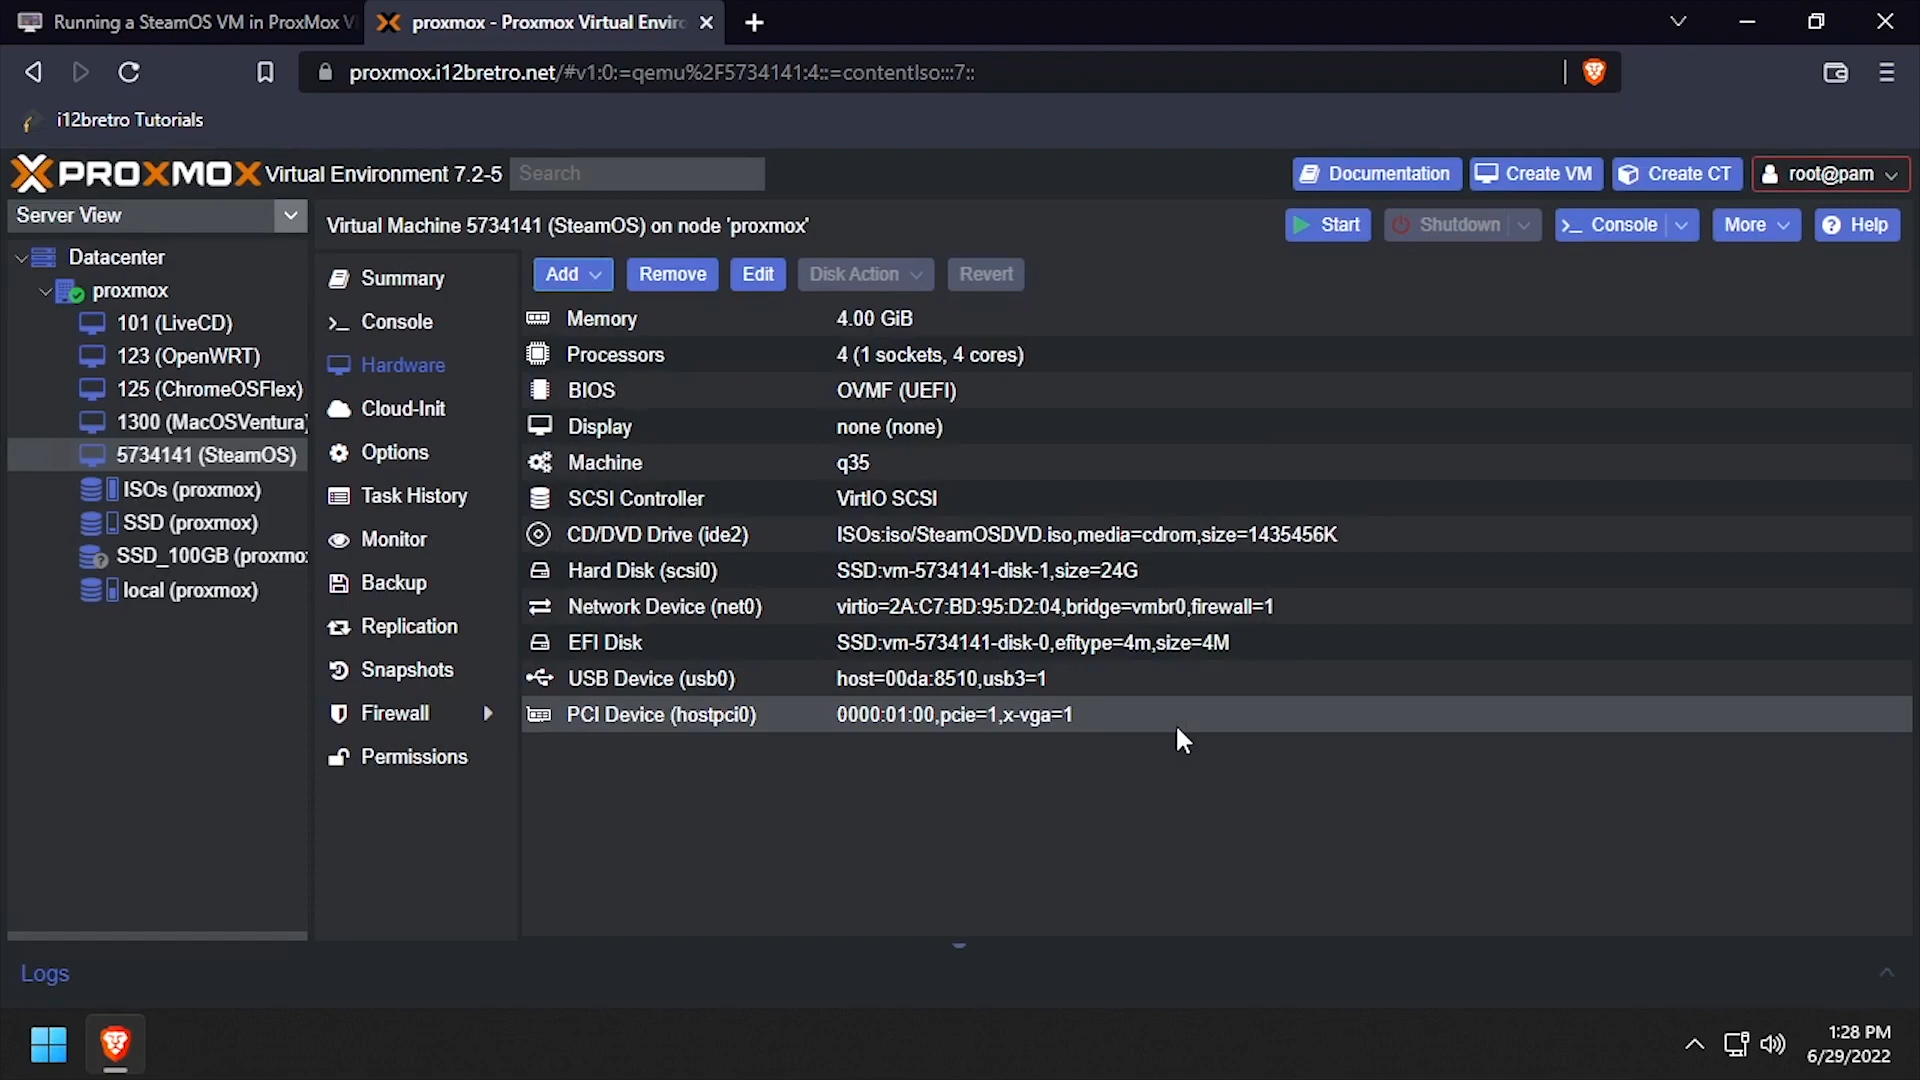 Running a SteamOS VM in ProxMox V
proxmox - Proxmox Virtual Enviro
proxmox.i12bretro.net/#v1:0:=qemu%2F5734141:4::=contentIso:::7::
i12bretro Tutorials
PROXMOX Virtual Environment 7.2-5
Search
Documentation
Create VM
Create CT
root@pam
Server View
Virtual Machine 5734141 (SteamOS) on node 'proxmox'
Start
Shutdown
Console
More
Help
Datacenter
proxmox
101 (LiveCD)
123 (OpenWRT)
125 (ChromeOSFlex)
1300 (MacOSVentura)
5734141 (SteamOS)
ISOs (proxmox)
SSD (proxmox)
SSD_100GB (proxmo
local (proxmox)
Summary
Console
Hardware
Cloud-Init
Options
Task History
Monitor
Backup
Replication
Snapshots
Firewall
Permissions
Add
Remove
Edit
Disk Action
Revert
Memory 4.00 GiB
Processors 4 (1 sockets, 4 cores)
BIOS OVMF (UEFI)
Display none (none)
Machine q35
SCSI Controller VirtIO SCSI
CD/DVD Drive (ide2) ISOs:iso/SteamOSDVD.iso,media=cdrom,size=1435456K
Hard Disk (scsi0) SSD:vm-5734141-disk-1,size=24G
Network Device (net0) virtio=2A:C7:BD:95:D2:04,bridge=vmbr0,firewall=1
EFI Disk SSD:vm-5734141-disk-0,efitype=4m,size=4M
USB Device (usb0) host=00da:8510,usb3=1
PCI Device (hostpci0) 0000:01:00,pcie=1,x-vga=1
Logs
1:28 PM
6/29/2022